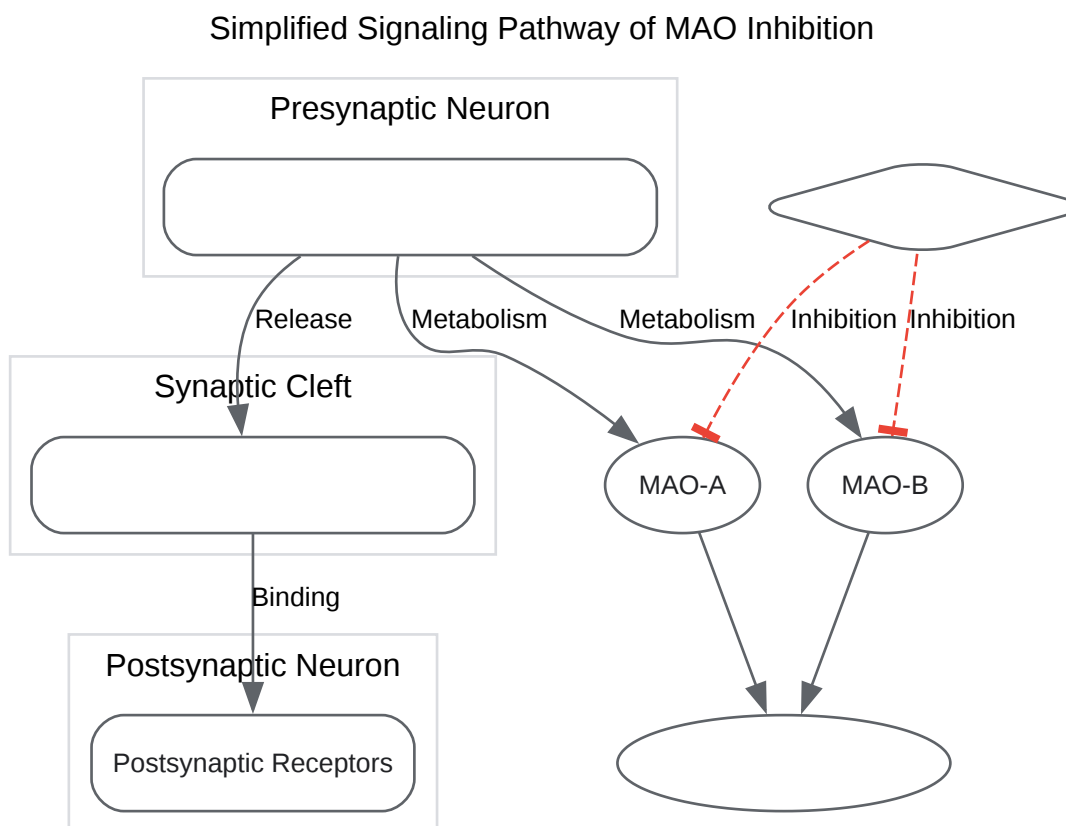 Simplified Signaling Pathway of MAO Inhibition
Presynaptic Neuron
Release
Metabolism
Metabolism
Inhibition
Inhibition
Synaptic Cleft
MAO-A
MAO-B
Binding
Postsynaptic Neuron
Postsynaptic Receptors